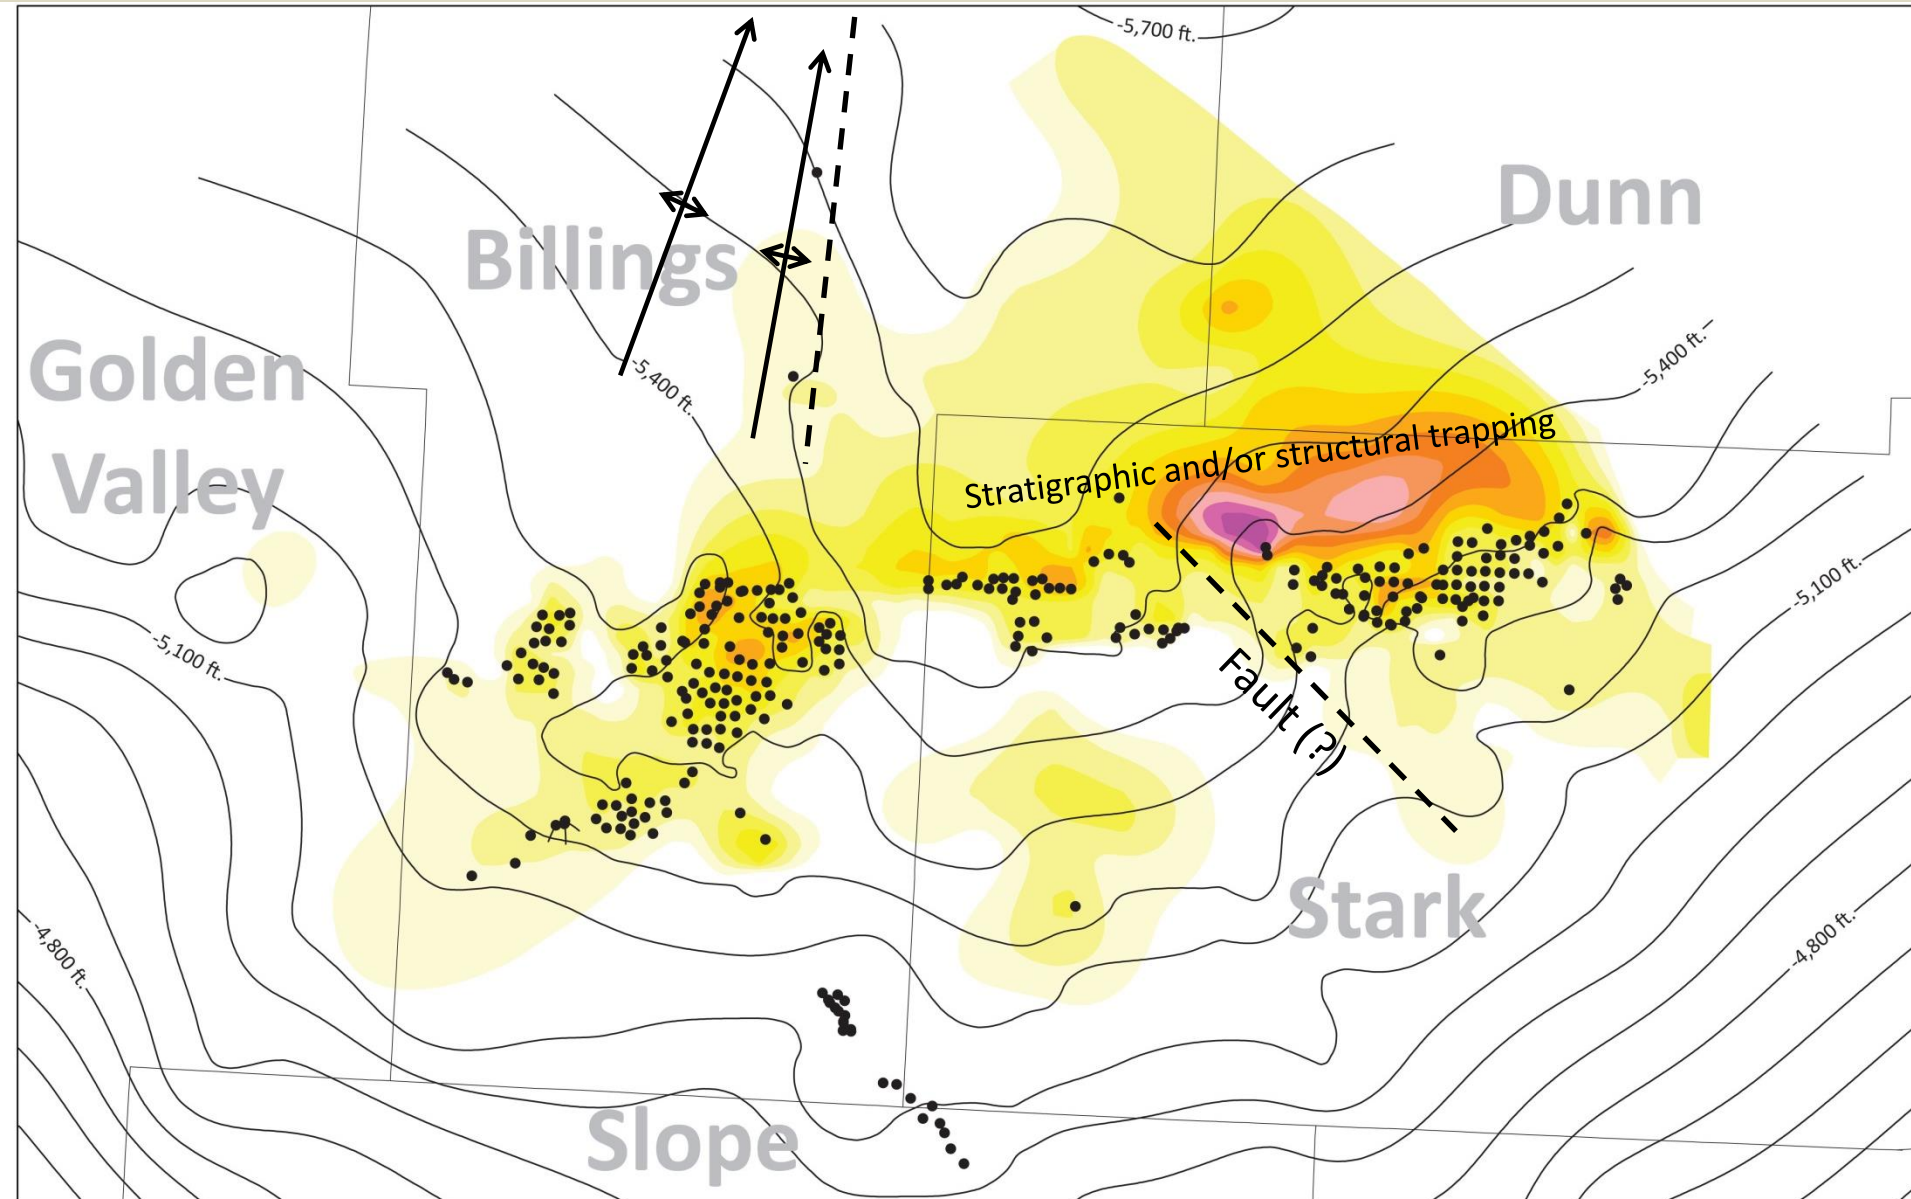 -5,700 ft.
Dunn
Billings
Golden
Valley
-5,400 ft.
-5,400 ft.
Stratigraphic and/or structural trapping
-5,100 ft.
-5,100 ft.
Fault (?)
Stark
-4,800 ft.
-4,800 ft.
Slope